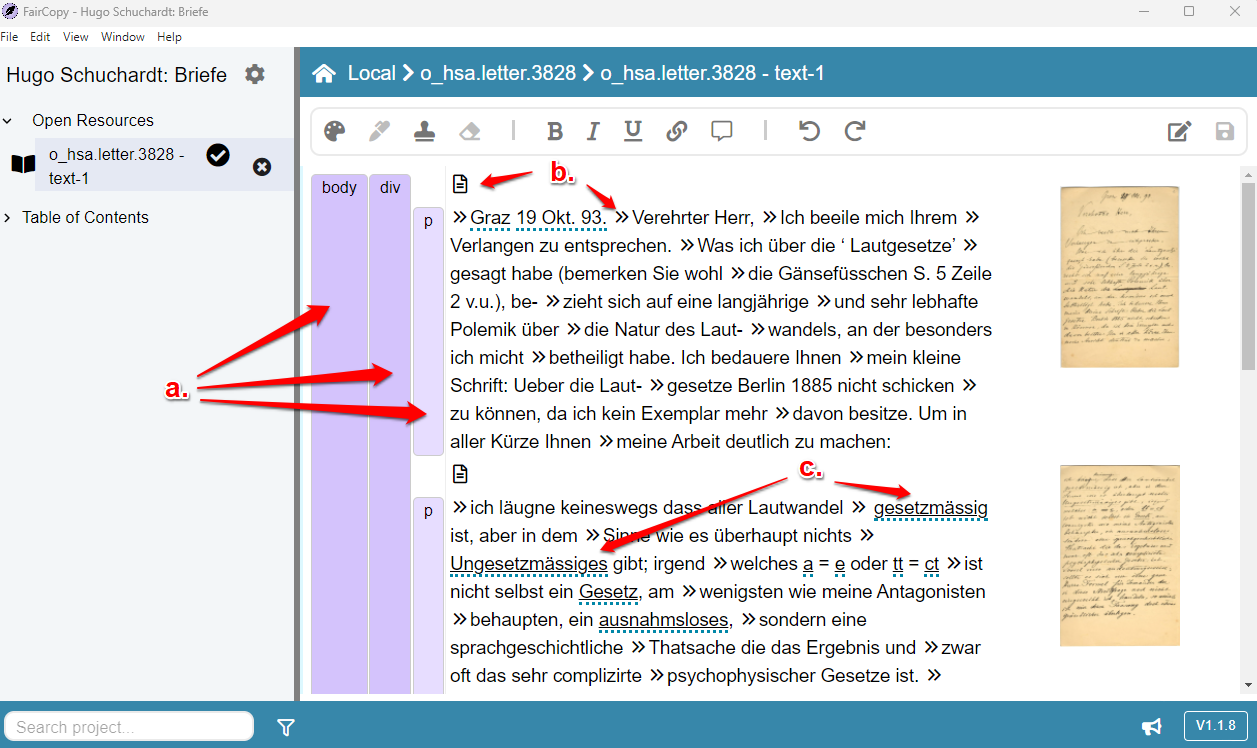 FairCopy - Hugo Schuchardt: Briefe
File Edit View Window Help
Hugo Schuchardt: Briefe
Local o_hsa.letter.3828 o_hsa.letter.3828 - text-1
Open Resources
o_hsa.letter.3828 -
text-1
Table of Contents
B I U
b.
body div
p
»Graz 19 Okt. 93. »Verehrter Herr, »Ich beeile mich Ihrem »
Verlangen zu entsprechen. »Was ich über die ‘ Lautgesetze’ »
gesagt habe (bemerken Sie wohl »die Gänsefüsschen S. 5 Zeile
2 v.u.), be- »zieht sich auf eine langjährige »und sehr lebhafte
Polemik über »die Natur des Laut- »wandels, an der besonders
ich micht »betheiligt habe. Ich bedauere Ihnen »mein kleine
Schrift: Ueber die Laut- »gesetze Berlin 1885 nicht schicken »
a.
zu können, da ich kein Exemplar mehr »davon besitze. Um in
aller Kürze Ihnen »meine Arbeit deutlich zu machen:
c.
p
»ich läugne keineswegs dass aller Lautwandel » gesetzmässig
ist, aber in dem »Sinne wie es überhaupt nichts »
Ungesetzmässiges gibt; irgend »welches a = e oder tt = ct »ist
nicht selbst ein Gesetz, am »wenigsten wie meine Antagonisten
»behaupten, ein ausnahmsloses, »sondern eine
sprachgeschichtliche »Thatsache die das Ergebnis und »zwar
oft das sehr complizirte »psychophysischer Gesetze ist. »
Search project...
V1.1.8